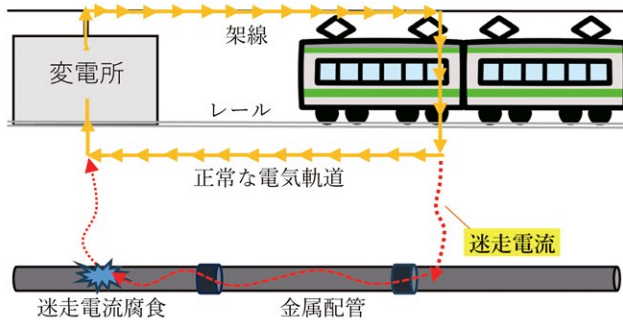 架線
変電所
レール
正常な電気軌道
迷走電流
迷走電流腐食
金属配管